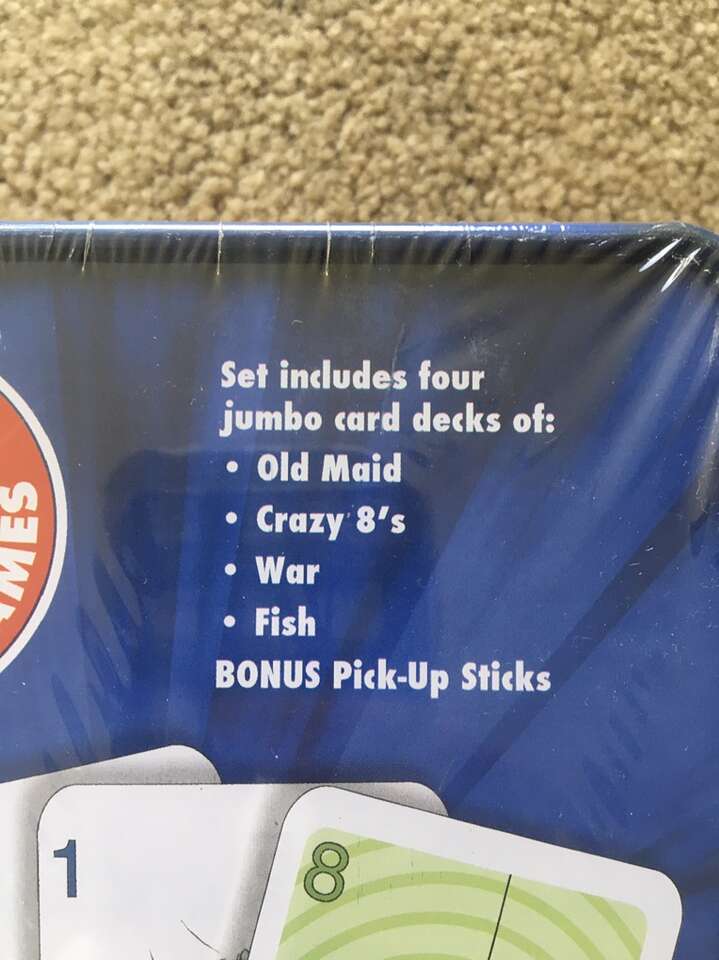 Set includes four
jumbo card decks of:
• Old Maid
• Crazy 8's
• War
• Fish
BONUS Pick-Up Sticks
1
8